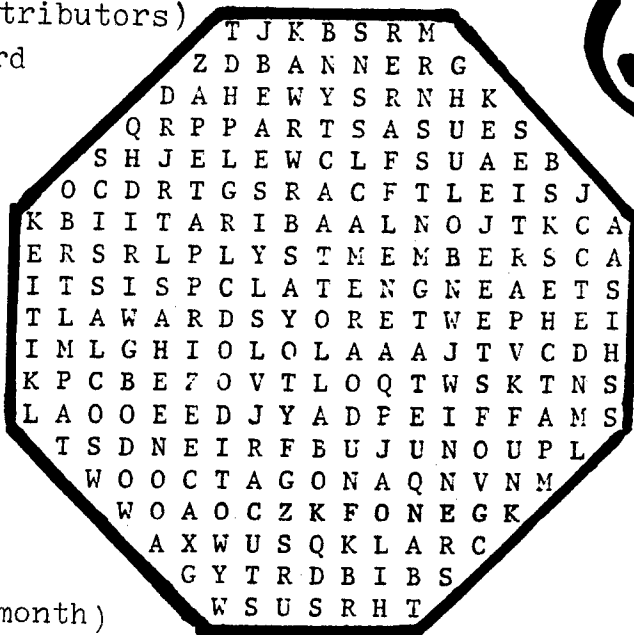 tributors)
rd
T J K B S R M
Z D B A N N E R G
D A H E W Y S R N H K
Q R P P A R T S A S U E S
S H J E L E W C L F S U A E B
O C D R T G S R A C F T L E I S J
K B I I T A R I B A A L N O J T K C A
E R S R L P L Y S T M E M B E R S C A
I T S I S P C L A T E N G N E A E T S
T L A W A R D S Y O R E T W E P H E I
I M L G H I O L O L A A A J T V C D H
K P C B E Z O V T L O Q T W S K T N S
L A O O E E D J Y A D P E I F F A M S
T S D N E I R F B U J U N O U P L
W O O C T A G O N A Q N V N M
W O A O C Z K F O N E G K
A X W U S Q K L A R C
G Y T R D B I B S
W S U S R H T
month)